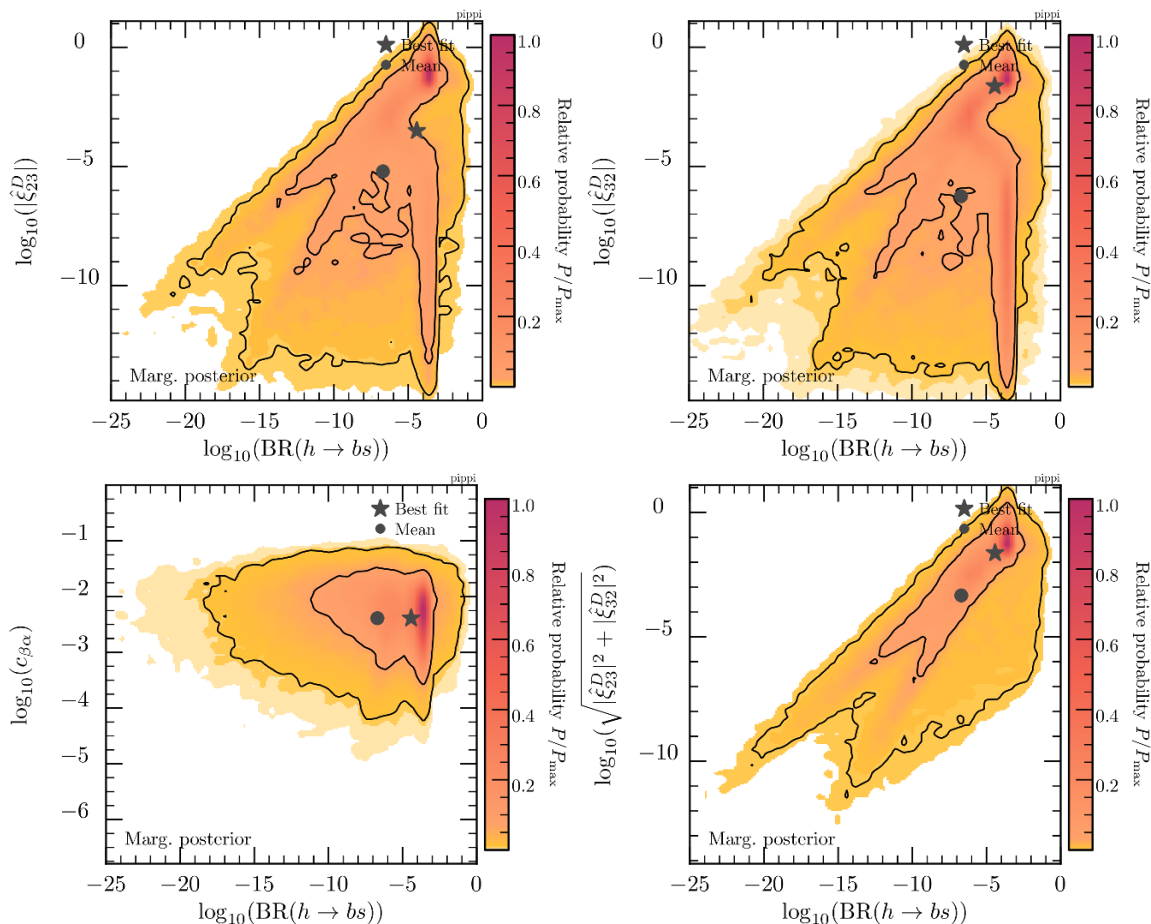 pippi
Best fit
Mean
0
−5
−10
log₁₀(|ξ̂ᴰ₂₃|)
Marg. posterior
−25 −20 −15 −10 −5 0
log₁₀(BR(h → bs))
1.0
0.8
0.6
0.4
0.2
Relative probability P/Pmax
pippi
Best fit
Mean
0
−5
−10
log₁₀(|ξ̂ᴰ₃₂|)
Marg. posterior
−25 −20 −15 −10 −5 0
log₁₀(BR(h → bs))
1.0
0.8
0.6
0.4
0.2
Relative probability P/Pmax
pippi
Best fit
Mean
−1
−2
−3
−4
−5
−6
log₁₀(cβα)
Marg. posterior
−25 −20 −15 −10 −5 0
log₁₀(BR(h → bs))
1.0
0.8
0.6
0.4
0.2
Relative probability P/Pmax
pippi
Best fit
Mean
0
−5
−10
log₁₀(√|ξ̂ᴰ₂₃|² + |ξ̂ᴰ₃₂|²)
Marg. posterior
−25 −20 −15 −10 −5 0
log₁₀(BR(h → bs))
1.0
0.8
0.6
0.4
0.2
Relative probability P/Pmax